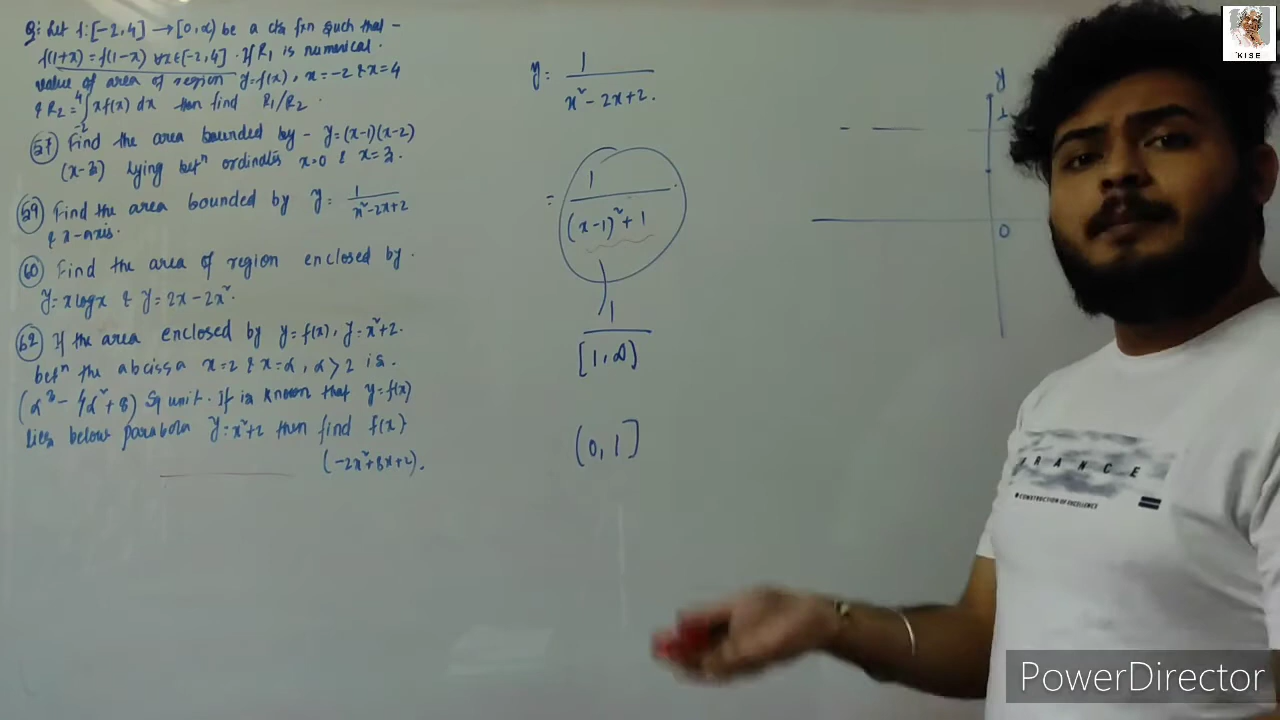 Q: Let f: [-2,4] → [0,∞) be a cts fxn such that -
f(1+x) = f(1-x) ∀x∈[-2,4]. If R₁ is numerical
value of area of region y=f(x), x=-2 & x=4
& R₂ = ∫₋₂⁴ x f(x) dx then find R₁/R₂.
57 Find the area bounded by - y=(x-1)(x-2)
(x-3) lying betⁿ ordinates x=0 & x=3.
59 Find the area bounded by y= 1/(x²-2x+2)
& x-axis.
60 Find the area of region enclosed by.
y=xlogx & y=2x-2x².
62 If the area enclosed by y=f(x), y=x²+2.
betⁿ the abcissa x=2 & x=α, α>2 is.
(α³-4α²+8) Sq unit. If is known that y=f(x)
lies below parabola y=x²+2 then find f(x)
(-2x²+8x+2).
y= 1/(x²-2x+2).
= 1/((x-1)²+1)
1/[1,∞)
(0,1]
y
1
0
KISE
FRANCE
CONSTRUCTION OF EXCELLENCE
PowerDirector